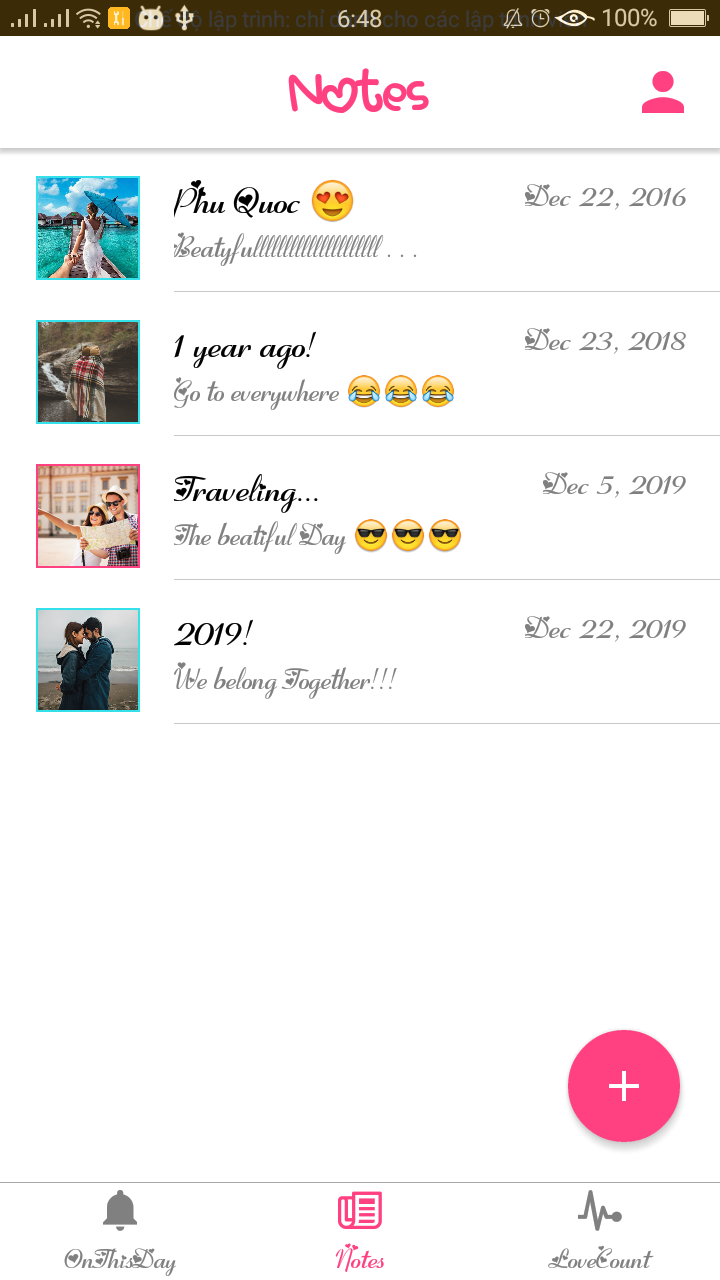 6:48
100%
Notes
Phu Quoc 😍
Dec 22, 2016
Beatyfulllllllllllllllllllll . . .
1 year ago!
Dec 23, 2018
Go to everywhere 😂😂😂
Traveling...
Dec 5, 2019
The beatiful Day 😎😎😎
2019!
Dec 22, 2019
We belong Together!!!
OnThisDay
Notes
LoveCount